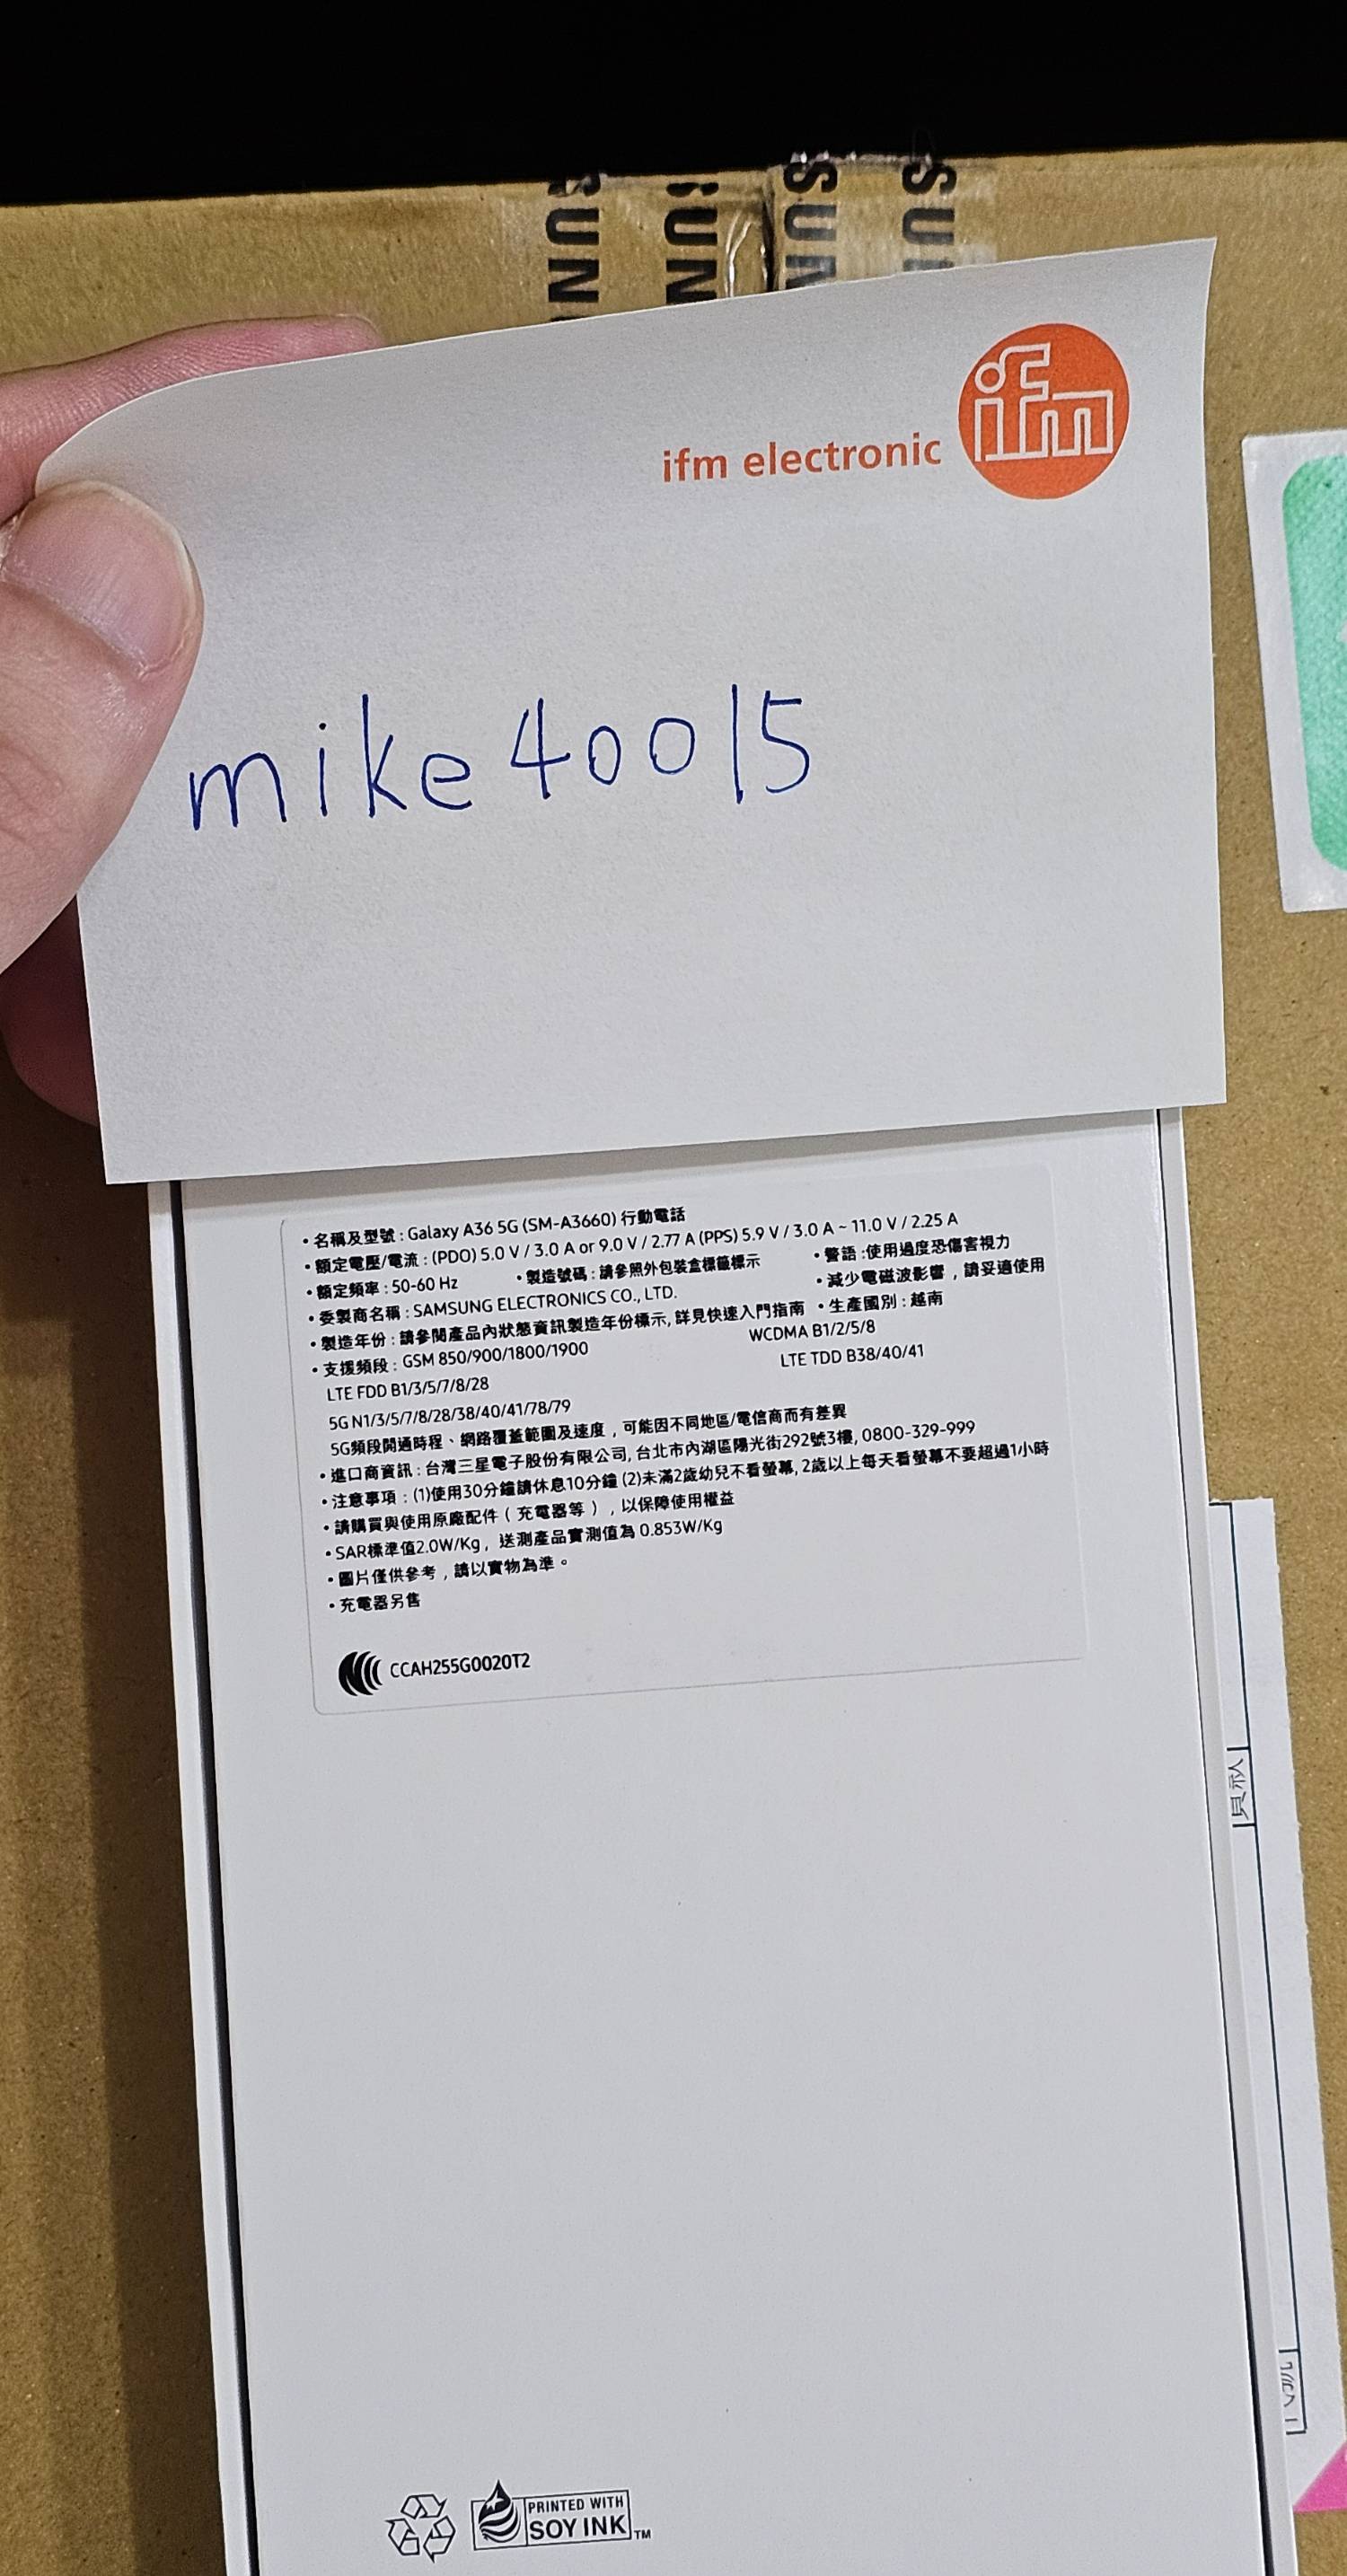 SUN
SUN
SUN
SU
ifm electronic
ifm
mike40015
•名稱及型號:Galaxy A36 5G (SM-A3660) 行動電話
•額定電壓/電流:(PDO) 5.0 V / 3.0 A or 9.0 V / 2.77 A (PPS) 5.9 V / 3.0 A ~ 11.0 V / 2.25 A
•額定頻率:50-60 Hz •製造號碼:請參照外包裝盒標籤標示 •警語:使用過度恐傷害視力
•委製商名稱:SAMSUNG ELECTRONICS CO., LTD. •減少電磁波影響,請妥適使用
•製造年份:請參閱產品內狀態資訊製造年份標示,詳見快速入門指南 •生產國別:越南
•支援頻段:GSM 850/900/1800/1900 WCDMA B1/2/5/8
LTE FDD B1/3/5/7/8/28 LTE TDD B38/40/41
5G N1/3/5/7/8/28/38/40/41/78/79
5G頻段開通時程、網路覆蓋範圍及速度,可能因不同地區/電信商而有差異
•進口商資訊:台灣三星電子股份有限公司,台北市內湖區陽光街292號3樓, 0800-329-999
•注意事項:(1)使用30分鐘請休息10分鐘 (2)未滿2歲幼兒不看螢幕, 2歲以上每天看螢幕不要超過1小時
•請購買與使用原廠配件(充電器等),以保障使用權益
•SAR標準值2.0W/Kg,送測產品實測值為 0.853W/Kg
•圖片僅供參考,請以實物為準。
•充電器另售
CCAH255G0020T2
PRINTED WITH
SOY INK™